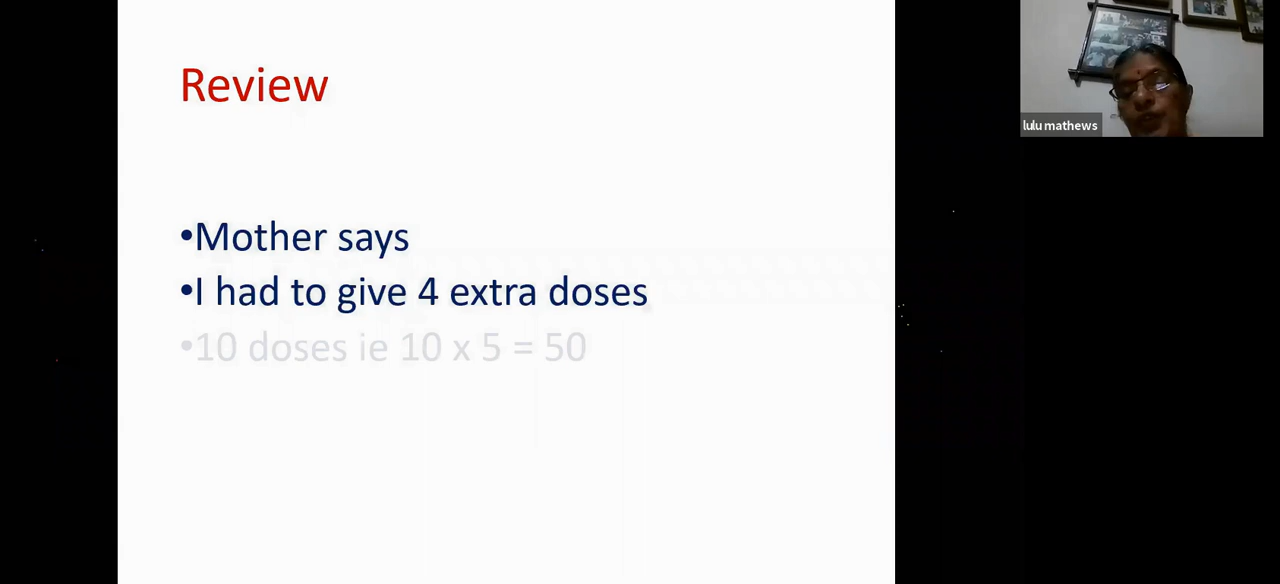 Review
•Mother says
•I had to give 4 extra doses
•10 doses ie 10 x 5 = 50
lulu mathews